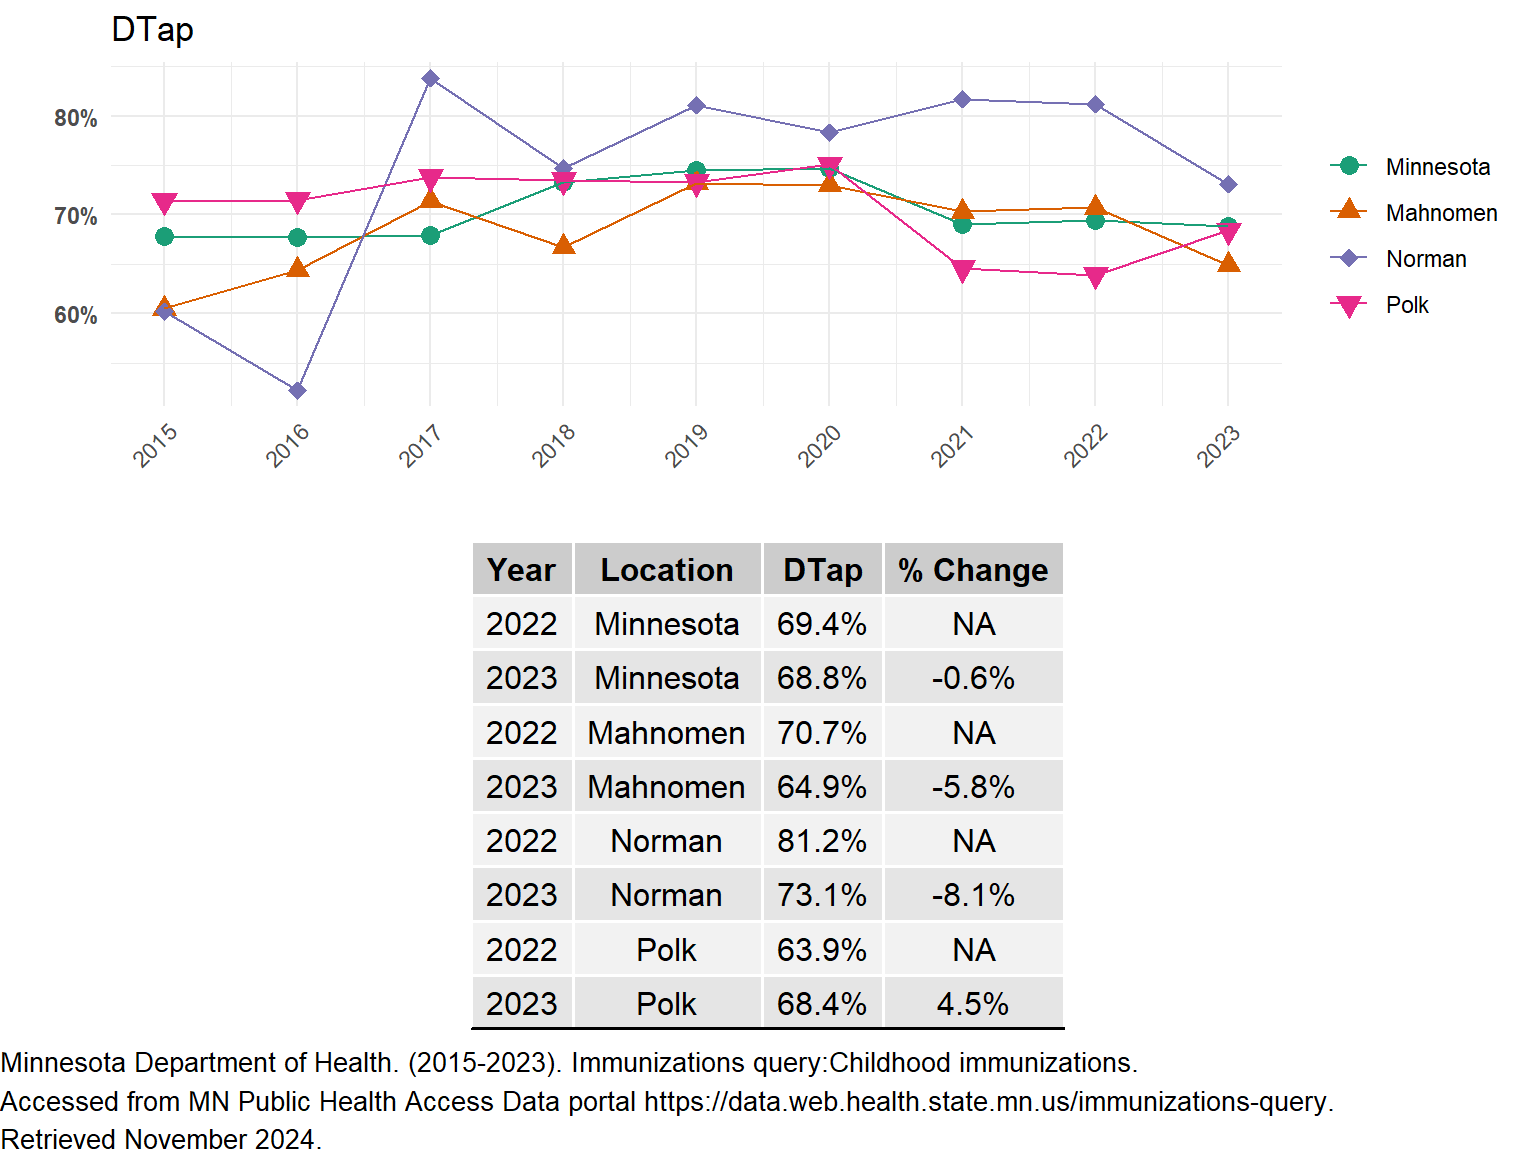 DTap
80%
70%
60%
2015 2016 2017 2018 2019 2020 2021 2022 2023
Minnesota
Mahnomen
Norman
Polk
Year Location DTap % Change
2022 Minnesota 69.4% NA
2023 Minnesota 68.8% -0.6%
2022 Mahnomen 70.7% NA
2023 Mahnomen 64.9% -5.8%
2022 Norman 81.2% NA
2023 Norman 73.1% -8.1%
2022 Polk 63.9% NA
2023 Polk 68.4% 4.5%
Minnesota Department of Health. (2015-2023). Immunizations query:Childhood immunizations.
Accessed from MN Public Health Access Data portal https://data.web.health.state.mn.us/immunizations-query.
Retrieved November 2024.